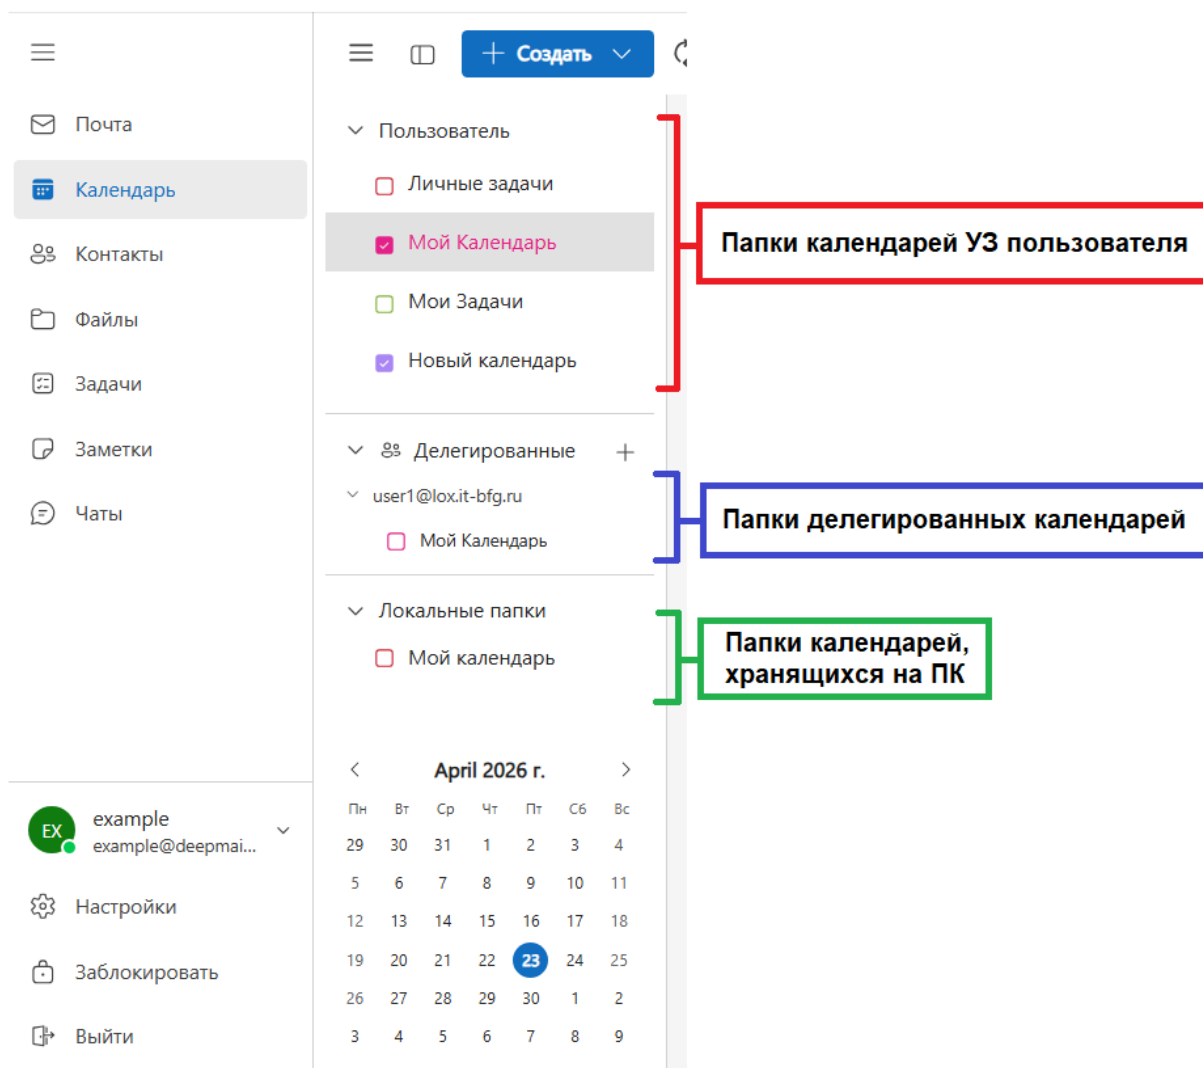 Почта
Календарь
Контакты
Файлы
Задачи
Заметки
Чаты
EX
example
example@deepmai...
Настройки
Заблокировать
Выйти
Создать
Пользователь
Личные задачи
Мой Календарь
Мои Задачи
Новый календарь
Делегированные
user1@lox.it-bfg.ru
Мой Календарь
Локальные папки
Мой календарь
April 2026 г.
Пн Вт Ср Чт Пт Сб Вс
29 30 31 1 2 3 4
5 6 7 8 9 10 11
12 13 14 15 16 17 18
19 20 21 22 23 24 25
26 27 28 29 30 1 2
3 4 5 6 7 8 9
Папки календарей УЗ пользователя
Папки делегированных календарей
Папки календарей,
хранящихся на ПК